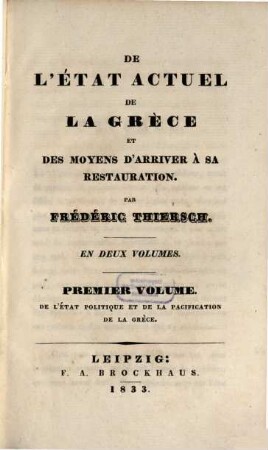 DE
L'ÉTAT ACTUEL
DE
LA GRÈCE
ET
DES MOYENS D'ARRIVER À SA
RESTAURATION.
PAR
FRÉDÉRIC THIERSCH.
EN DEUX VOLUMES.
PREMIER VOLUME.
DE L'ÉTAT POLITIQUE ET DE LA PACIFICATION
DE LA GRÈCE.
LEIPZIG:
F. A. BROCKHAUS.
1833.